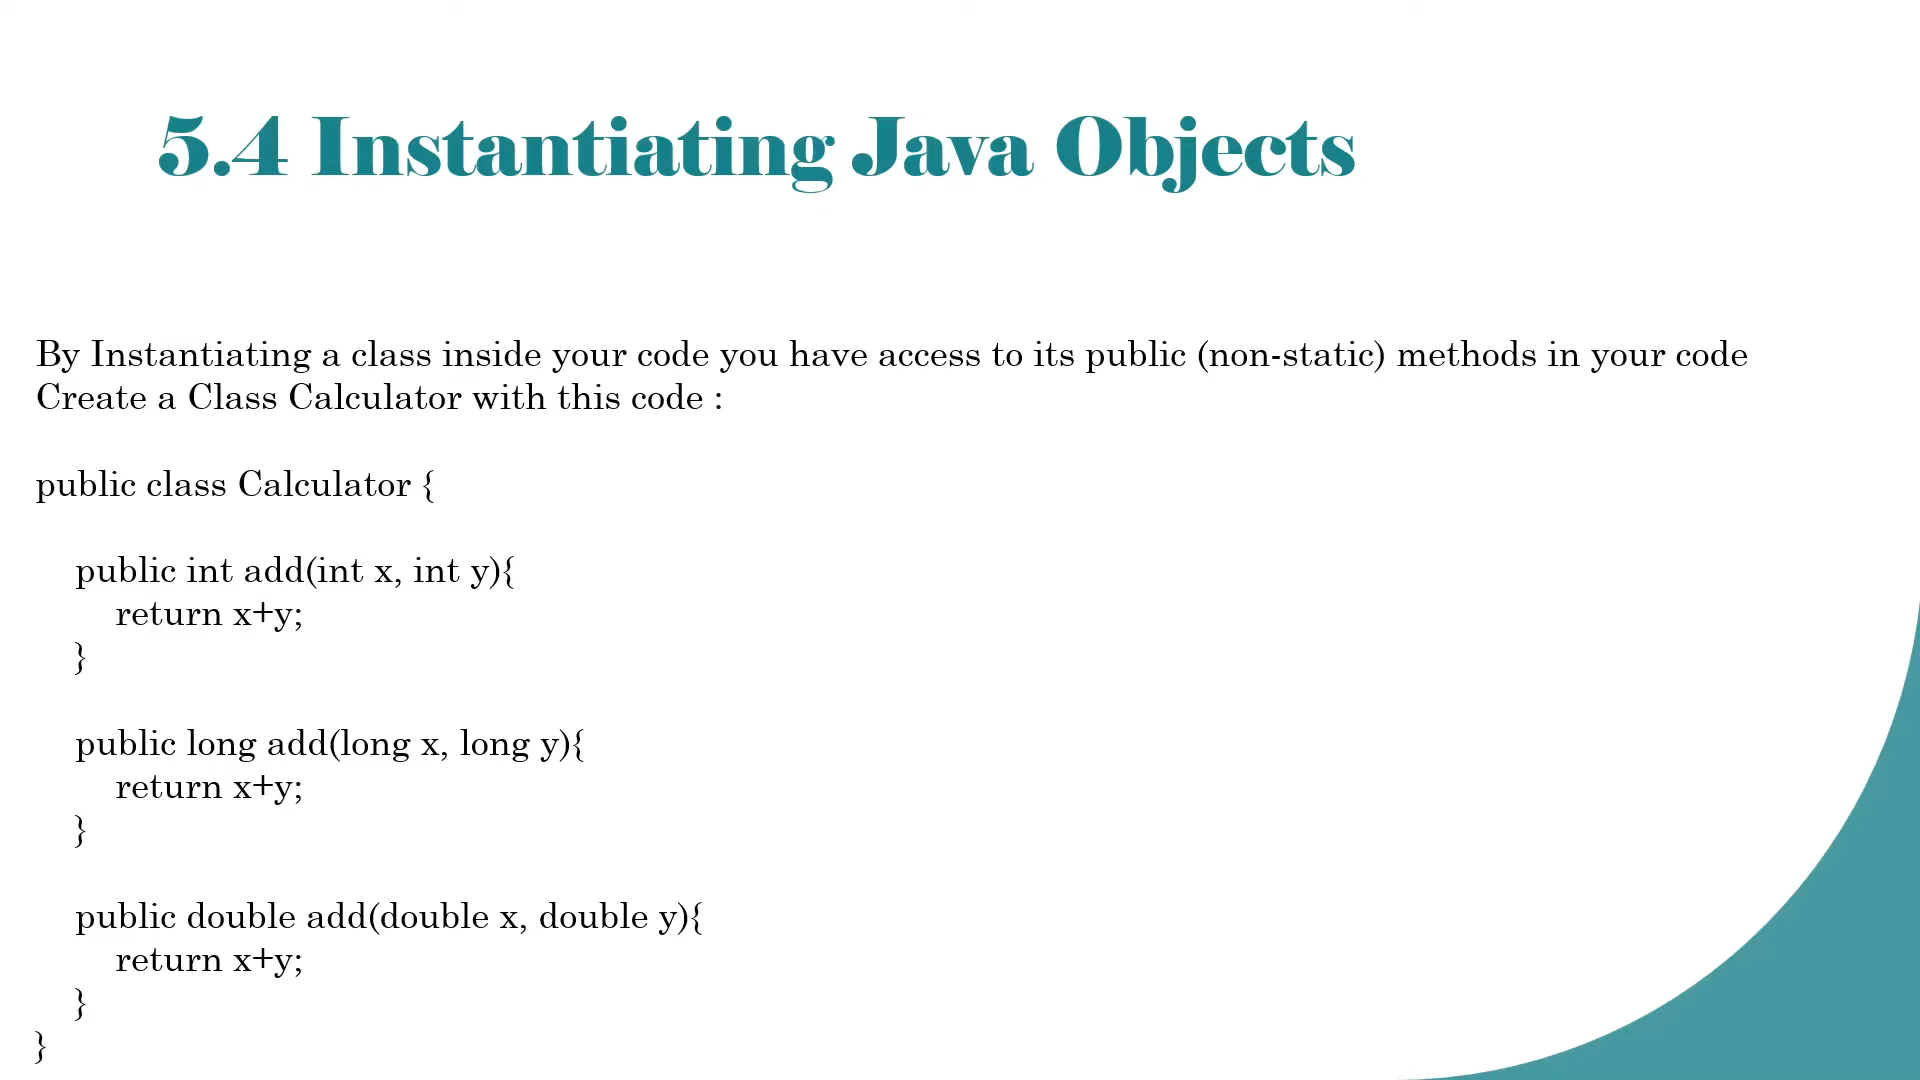 5.4 Instantiating Java Objects
By Instantiating a class inside your code you have access to its public (non-static) methods in your code
Create a Class Calculator with this code :
public class Calculator {
public int add(int x, int y){
return x+y;
}
public long add(long x, long y){
return x+y;
}
public double add(double x, double y){
return x+y;
}
}